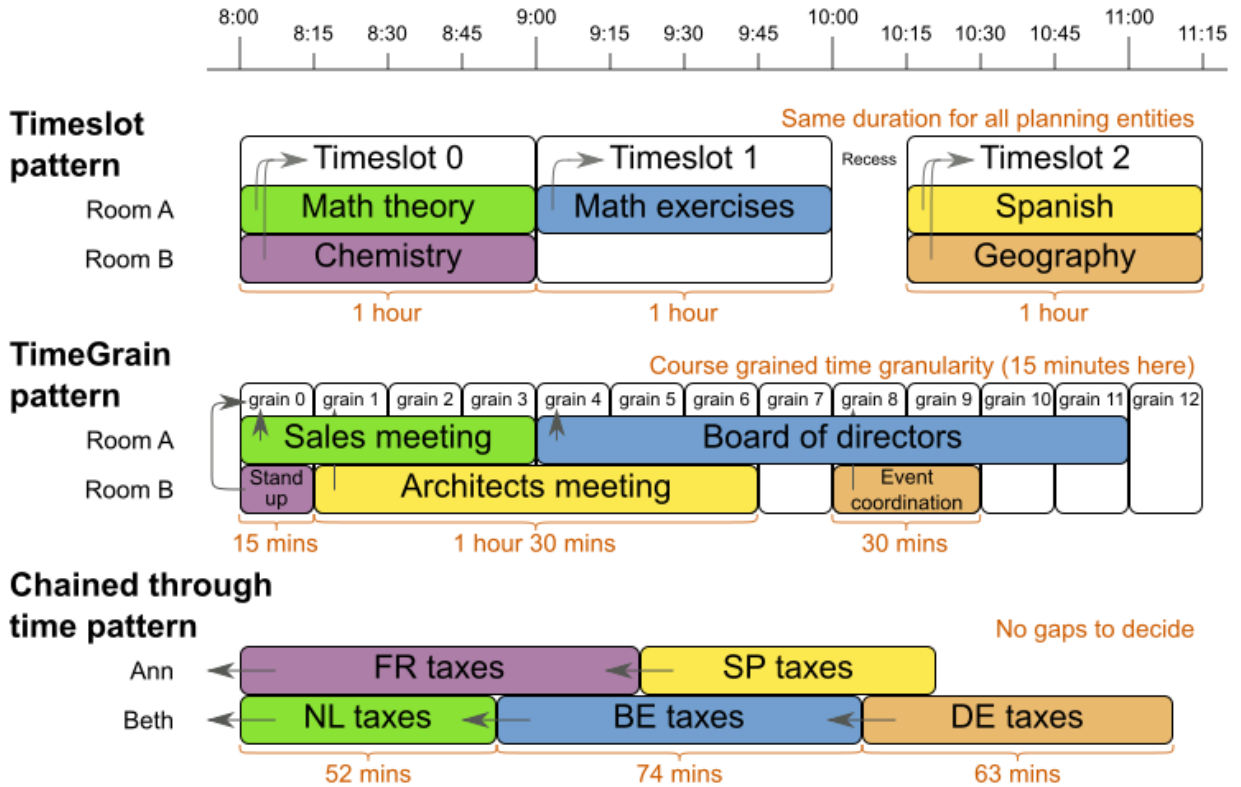 8:00 9:00 10:00 11:00
8:15 8:30 8:45 9:15 9:30 9:45 10:15 10:30 10:45 11:15
Timeslot
pattern
Same duration for all planning entities
Timeslot 0 Timeslot 1 Recess Timeslot 2
Room A Math theory Math exercises Spanish
Room B Chemistry Geography
1 hour 1 hour 1 hour
TimeGrain
pattern
Course grained time granularity (15 minutes here)
grain 0 grain 1 grain 2 grain 3 grain 4 grain 5 grain 6 grain 7 grain 8 grain 9 grain 10 grain 11 grain 12
Room A Sales meeting Board of directors
Room B Stand up Architects meeting Event coordination
15 mins 1 hour 30 mins 30 mins
Chained through
time pattern
No gaps to decide
Ann FR taxes SP taxes
Beth NL taxes BE taxes DE taxes
52 mins 74 mins 63 mins